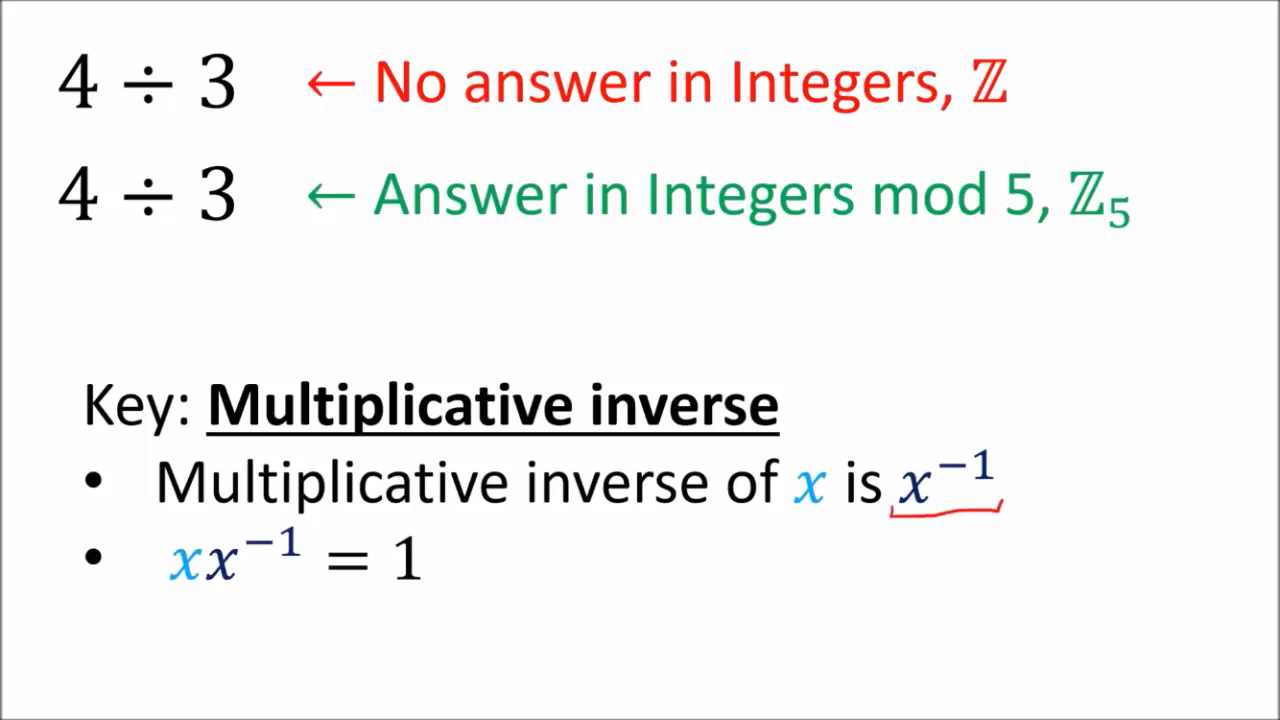 4 ÷ 3 ← No answer in Integers, ℤ
4 ÷ 3 ← Answer in Integers mod 5, ℤ₅
Key: Multiplicative inverse
• Multiplicative inverse of x is x⁻¹
• xx⁻¹ = 1